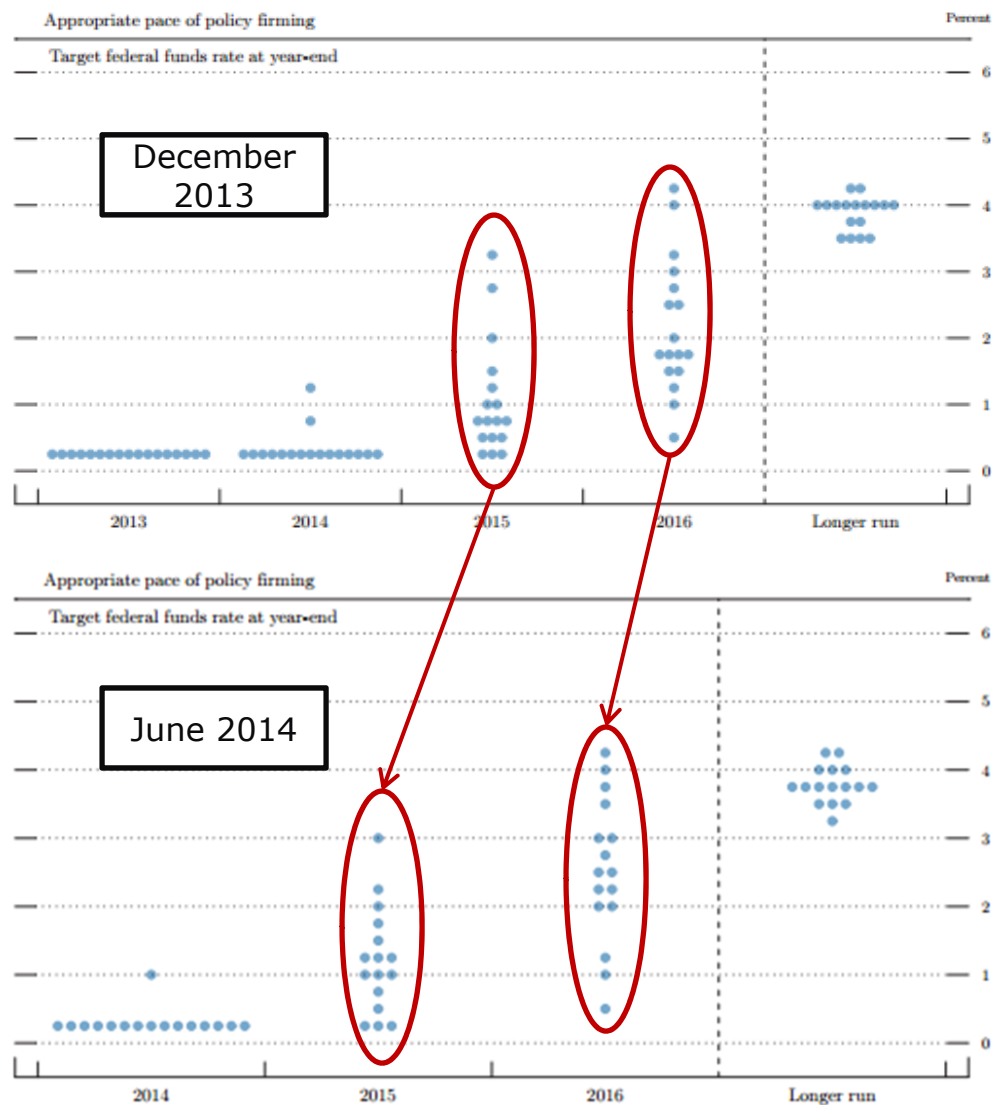 Appropriate pace of policy firming
Percent
Target federal funds rate at year-end
6
5
December
2013
4
3
2
1
0
2013
2014
2015
2016
Longer run
Appropriate pace of policy firming
Percent
Target federal funds rate at year-end
6
5
June 2014
4
3
2
1
0
2014
2015
2016
Longer run